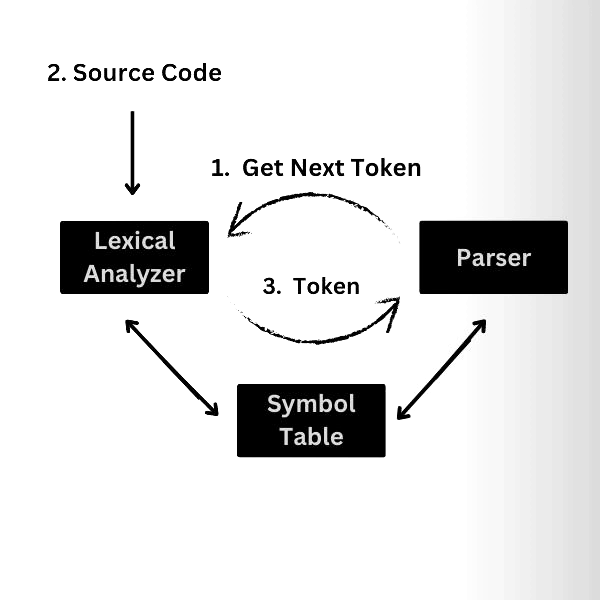 2. Source Code
1. Get Next Token
Lexical
Analyzer
Parser
3. Token
Symbol
Table